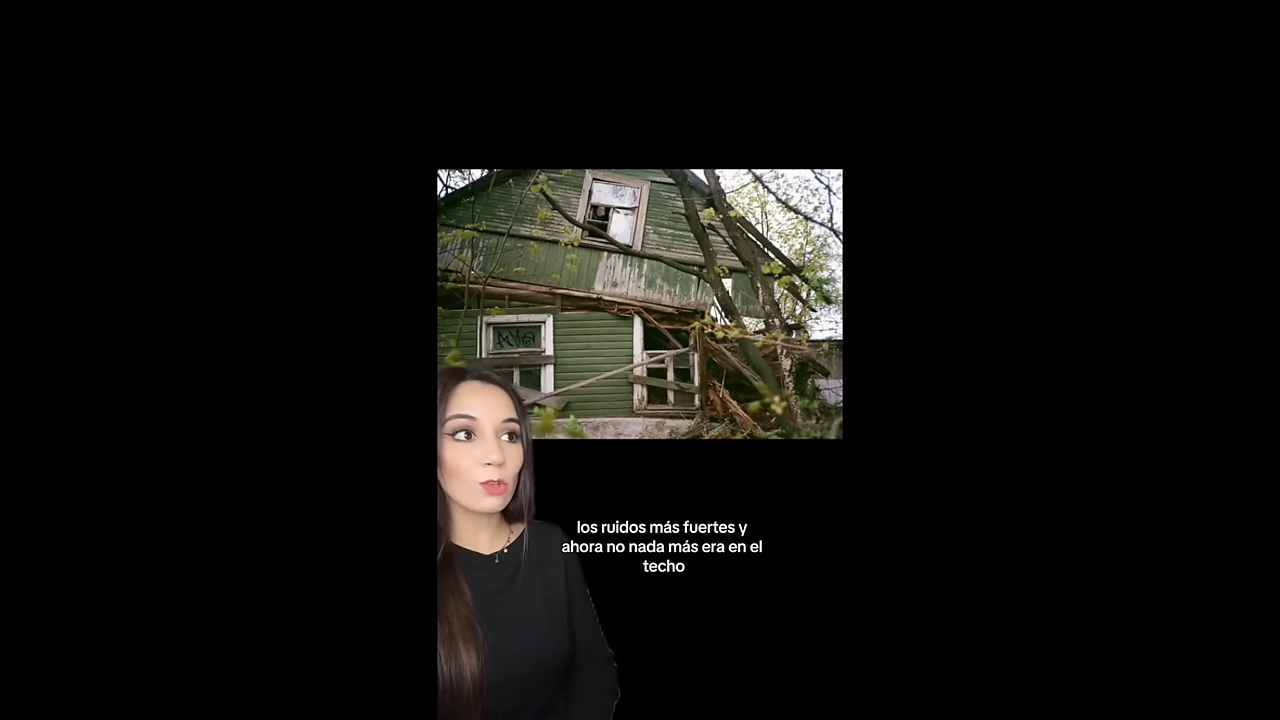 los ruidos más fuertes y
ahora no nada más era en el
techo